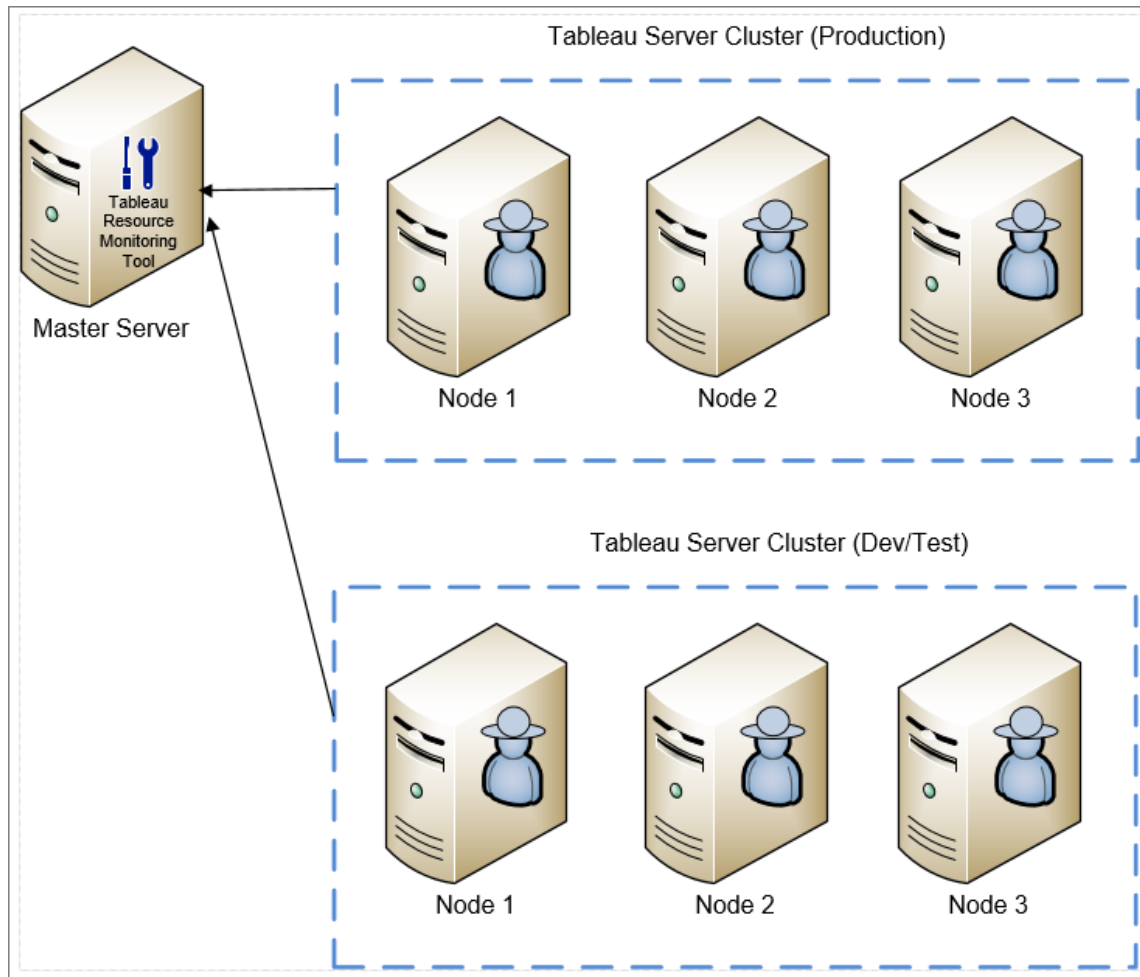 Tableau Server Cluster (Production)
Tableau
Resource
Monitoring
Tool
Master Server
Node 1
Node 2
Node 3
Tableau Server Cluster (Dev/Test)
Node 1
Node 2
Node 3